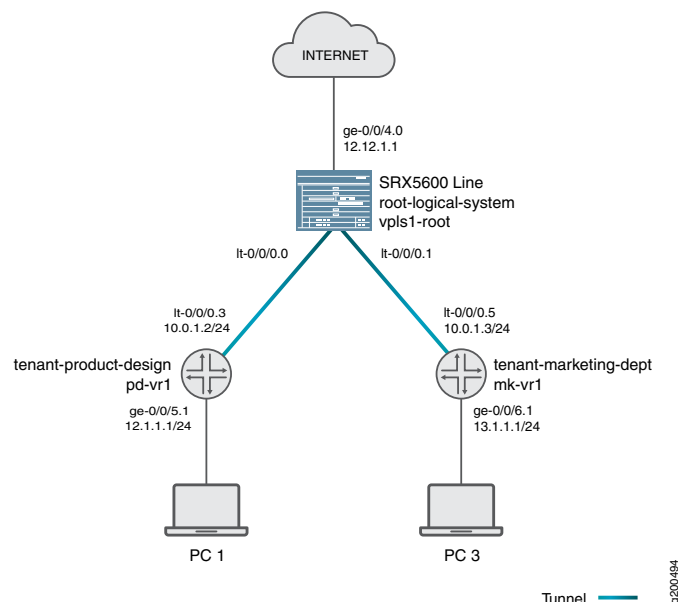 INTERNET
ge-0/0/4.0
12.12.1.1
SRX5600 Line
root-logical-system
vpls1-root
lt-0/0/0.0
lt-0/0/0.1
lt-0/0/0.3
10.0.1.2/24
lt-0/0/0.5
10.0.1.3/24
tenant-product-design
pd-vr1
tenant-marketing-dept
mk-vr1
ge-0/0/5.1
12.1.1.1/24
ge-0/0/6.1
13.1.1.1/24
PC 1
PC 3
Tunnel
g200494